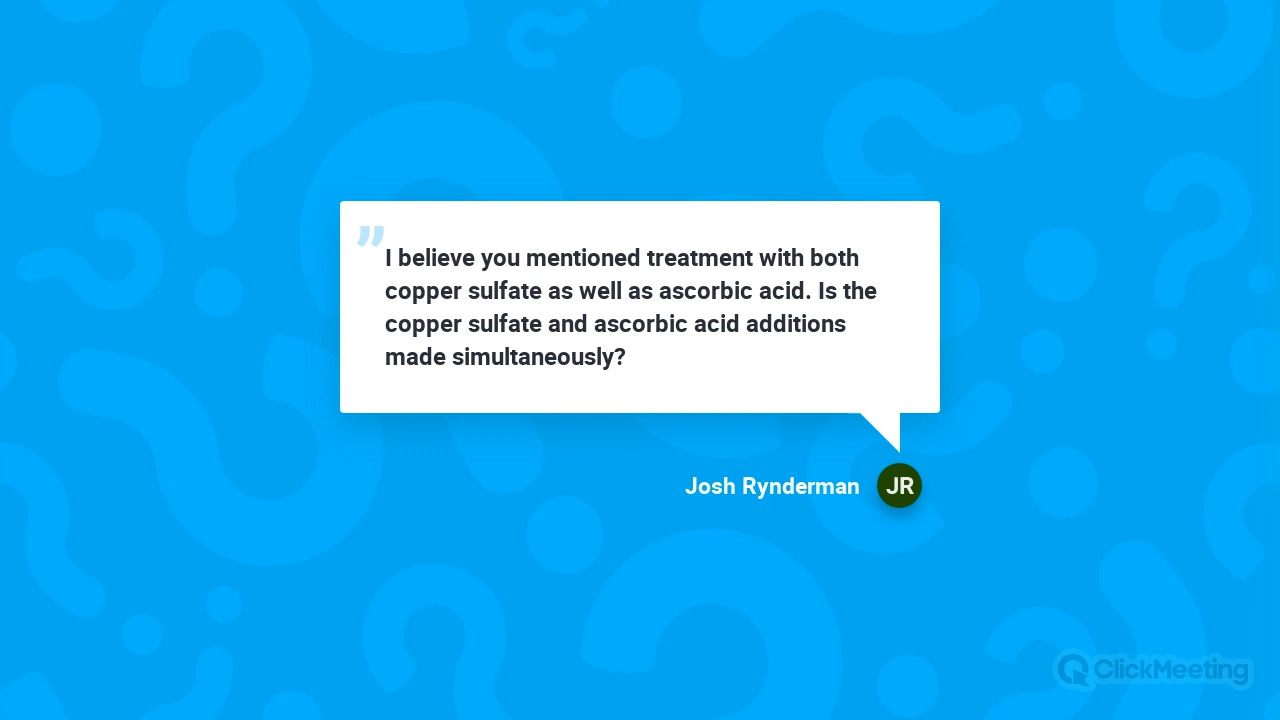 I believe you mentioned treatment with both
copper sulfate as well as ascorbic acid. Is the
copper sulfate and ascorbic acid additions
made simultaneously?
Josh Rynderman
JR
ClickMeeting